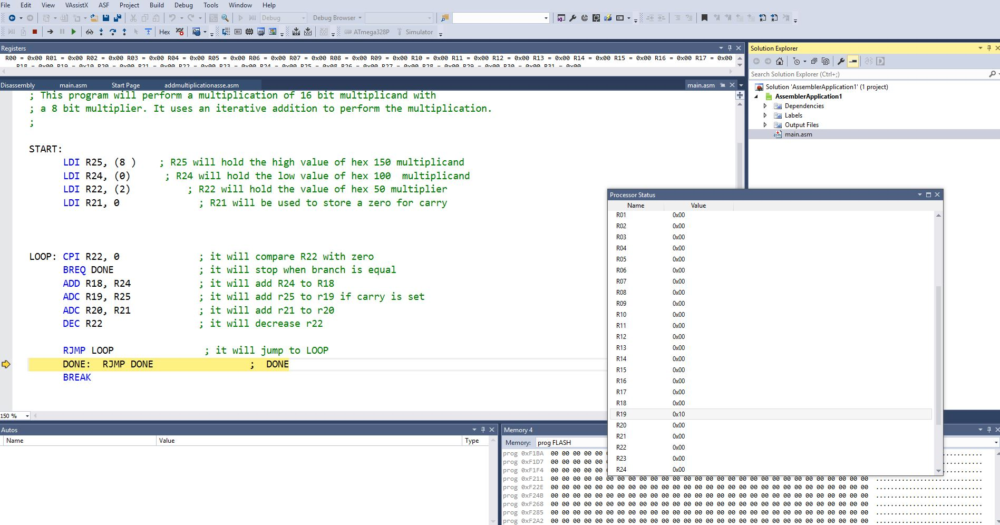 File Edit View VAssistX ASF Project Build Debug Tools Window Help
Debug Debug Browser
Hex ATmega328P Simulator
Registers
R00 = 0x00 R01 = 0x00 R02 = 0x00 R03 = 0x00 R04 = 0x00 R05 = 0x00 R06 = 0x00 R07 = 0x00 R08 = 0x00 R09 = 0x00 R10 = 0x00 R11 = 0x00 R12 = 0x00 R13 = 0x00 R14 = 0x00 R15 = 0x00 R16 = 0x00 R17 = 0x00
R18 = 0x00 R19 = 0x10 R20 = 0x00 R21 = 0x00 R22 = 0x00 R23 = 0x00 R24 = 0x00 R25 = 0x08 R26 = 0x00 R27 = 0x00 R28 = 0x00 R29 = 0x00 R30 = 0x00 R31 = 0x00
Disassembly main.asm Start Page addmultiplicationasse.asm main.asm
; This program will perform a multiplication of 16 bit multiplicand with
; a 8 bit multiplier. It uses an iterative addition to perform the multiplication.
;
START:
LDI R25, (8 ) ; R25 will hold the high value of hex 150 multiplicand
LDI R24, (0) ; R24 will hold the low value of hex 100 multiplicand
LDI R22, (2) ; R22 will hold the value of hex 50 multiplier
LDI R21, 0 ; R21 will be used to store a zero for carry
LOOP: CPI R22, 0 ; it will compare R22 with zero
BREQ DONE ; it will stop when branch is equal
ADD R18, R24 ; it will add R24 to R18
ADC R19, R25 ; it will add r25 to r19 if carry is set
ADC R20, R21 ; it will add r21 to r20
DEC R22 ; it will decrease r22
RJMP LOOP ; it will jump to LOOP
DONE: RJMP DONE ; DONE
BREAK
150 %
Solution Explorer
Search Solution Explorer (Ctrl+;)
Solution 'AssemblerApplication1' (1 project)
AssemblerApplication1
Dependencies
Labels
Output Files
main.asm
Processor Status
Name Value
R01 0x00
R02 0x00
R03 0x00
R04 0x00
R05 0x00
R06 0x00
R07 0x00
R08 0x00
R09 0x00
R10 0x00
R11 0x00
R12 0x00
R13 0x00
R14 0x00
R15 0x00
R16 0x00
R17 0x00
R18 0x00
R19 0x10
R20 0x00
R21 0x00
R22 0x00
R23 0x00
R24 0x00
Autos
Name Value Type
Memory 4
Memory: prog FLASH
prog 0xF1BA 00 00 00 00 00 ..........
prog 0xF1D7 00 00 00 00 00 ..........
prog 0xF1F4 00 00 00 00 00 ..........
prog 0xF211 00 00 00 00 00 00 00 00 00 00 00 00 00 00 00 00 00 00 00 00 00 00 00 00 00 00 00 00 00 .............................
prog 0xF22E 00 00 00 00 00 00 00 00 00 00 00 00 00 00 00 00 00 00 00 00 00 00 00 00 00 00 00 00 00 .............................
prog 0xF24B 00 00 00 00 00 00 00 00 00 00 00 00 00 00 00 00 00 00 00 00 00 00 00 00 00 00 00 00 00 .............................
prog 0xF268 00 00 00 00 00 00 00 00 00 00 00 00 00 00 00 00 00 00 00 00 00 00 00 00 00 00 00 00 00 .............................
prog 0xF285 00 00 00 00 00 00 00 00 00 00 00 00 00 00 00 00 00 00 00 00 00 00 00 00 00 00 00 00 00 .............................
prog 0xF2A2 00 00 00 00 00 00 00 00 00 00 00 00 00 00 00 00 00 00 00 00 00 00 00 00 00 00 00 00 00 .............................